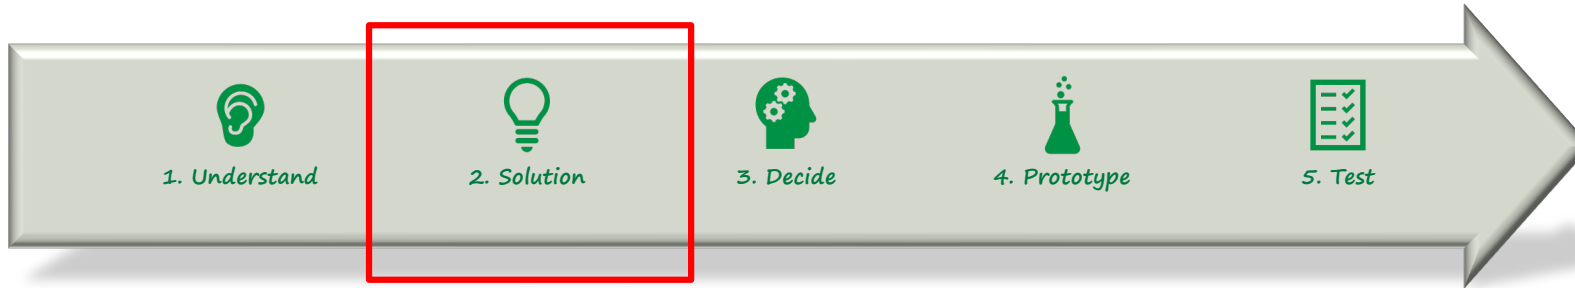 1. Understand
2. Solution
3. Decide
4. Prototype
5. Test